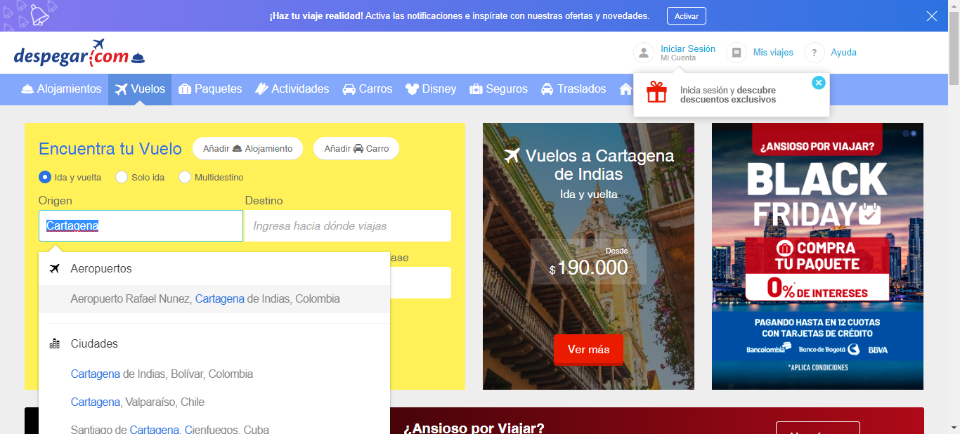 ¡Haz tu viaje realidad! Activa las notificaciones e inspírate con nuestras ofertas y novedades.
Activar
despegar.com
Iniciar Sesión
Mi Cuenta
Mis viajes
?
Ayuda
Alojamientos
Vuelos
Paquetes
Actividades
Carros
Disney
Seguros
Traslados
Inicia sesión y descubre
descuentos exclusivos
Encuentra tu Vuelo
Añadir Alojamiento
Añadir Carro
Ida y vuelta
Solo ida
Multidestino
Origen
Destino
Cartagena
Ingresa hacia dónde viajas
Aeropuertos
Aeropuerto Rafael Nunez, Cartagena de Indias, Colombia
Ciudades
Cartagena de Indias, Bolívar, Colombia
Cartagena, Valparaíso, Chile
Santiago de Cartagena, Cienfuegos, Cuba
Vuelos a Cartagena
de Indias
Ida y vuelta
Desde
$ 190.000
Ver más
¿ANSIOSO POR VIAJAR?
BLACK
FRIDAY
COMPRA
TU PAQUETE
0% DE INTERESES
PAGANDO HASTA EN 12 CUOTAS
CON TARJETAS DE CRÉDITO
Bancolombia
Banco de Bogotá
BBVA
*APLICA CONDICIONES
¿Ansioso por Viajar?